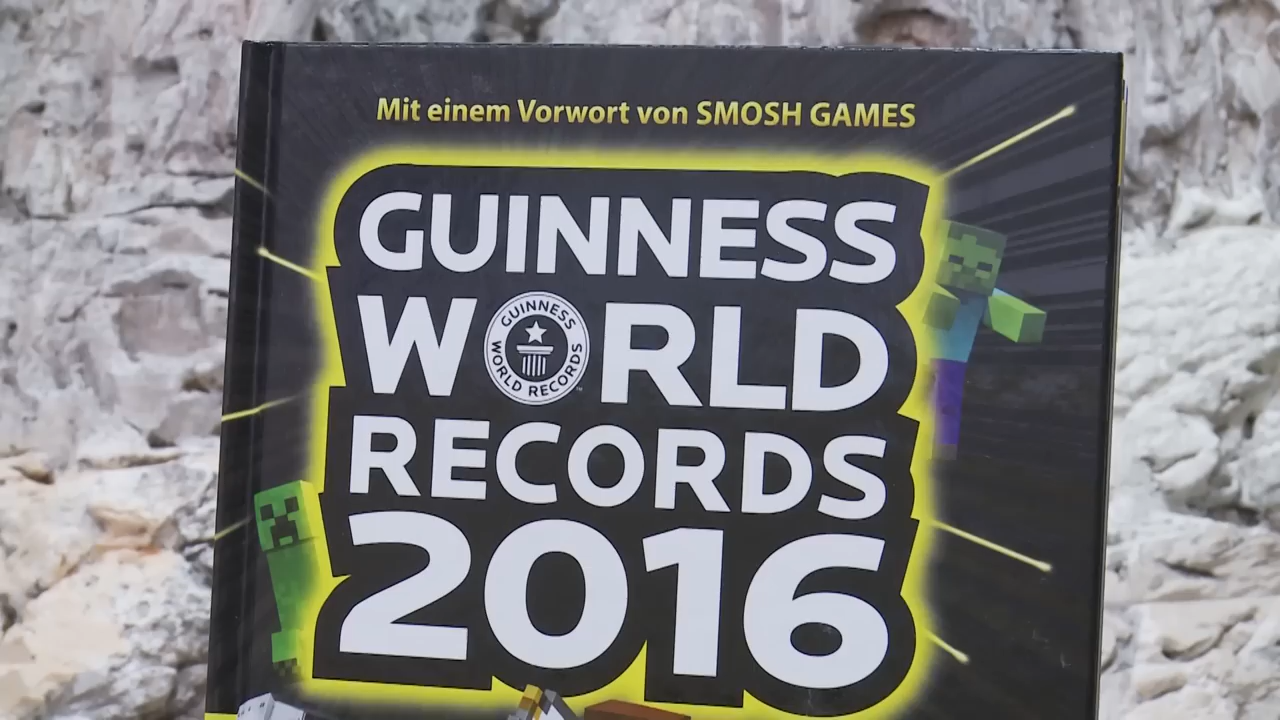 Mit einem Vorwort von SMOSH GAMES
GUINNESS
WORLD
GUINNESS
WORLD RECORDS
RECORDS
2016